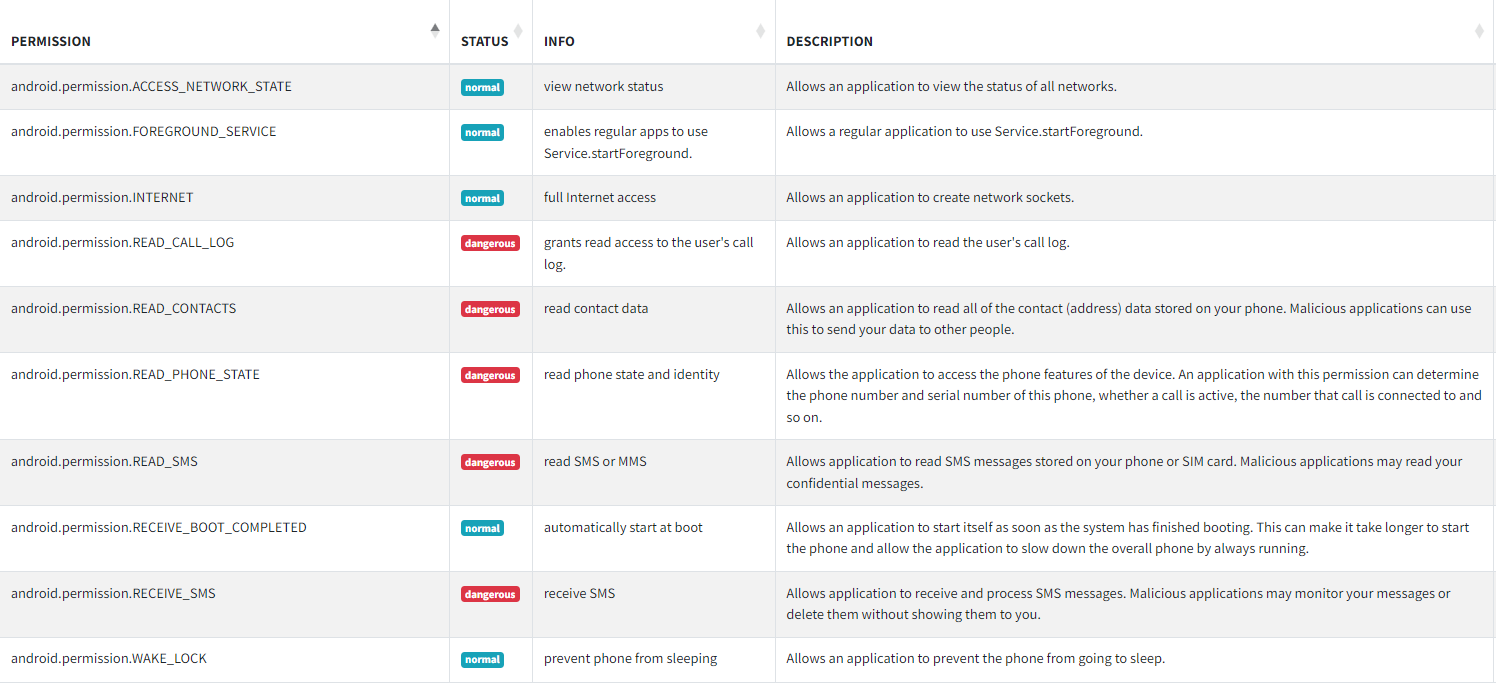 PERMISSION STATUS INFO DESCRIPTION
android.permission.ACCESS_NETWORK_STATE normal view network status Allows an application to view the status of all networks.
android.permission.FOREGROUND_SERVICE normal enables regular apps to use Allows a regular application to use Service.startForeground.
Service.startForeground.
android.permission.INTERNET normal full Internet access Allows an application to create network sockets.
android.permission.READ_CALL_LOG dangerous grants read access to the user's call Allows an application to read the user's call log.
log.
android.permission.READ_CONTACTS dangerous read contact data Allows an application to read all of the contact (address) data stored on your phone. Malicious applications can use
this to send your data to other people.
android.permission.READ_PHONE_STATE dangerous read phone state and identity Allows the application to access the phone features of the device. An application with this permission can determine
the phone number and serial number of this phone, whether a call is active, the number that call is connected to and
so on.
android.permission.READ_SMS dangerous read SMS or MMS Allows application to read SMS messages stored on your phone or SIM card. Malicious applications may read your
confidential messages.
android.permission.RECEIVE_BOOT_COMPLETED normal automatically start at boot Allows an application to start itself as soon as the system has finished booting. This can make it take longer to start
the phone and allow the application to slow down the overall phone by always running.
android.permission.RECEIVE_SMS dangerous receive SMS Allows application to receive and process SMS messages. Malicious applications may monitor your messages or
delete them without showing them to you.
android.permission.WAKE_LOCK normal prevent phone from sleeping Allows an application to prevent the phone from going to sleep.